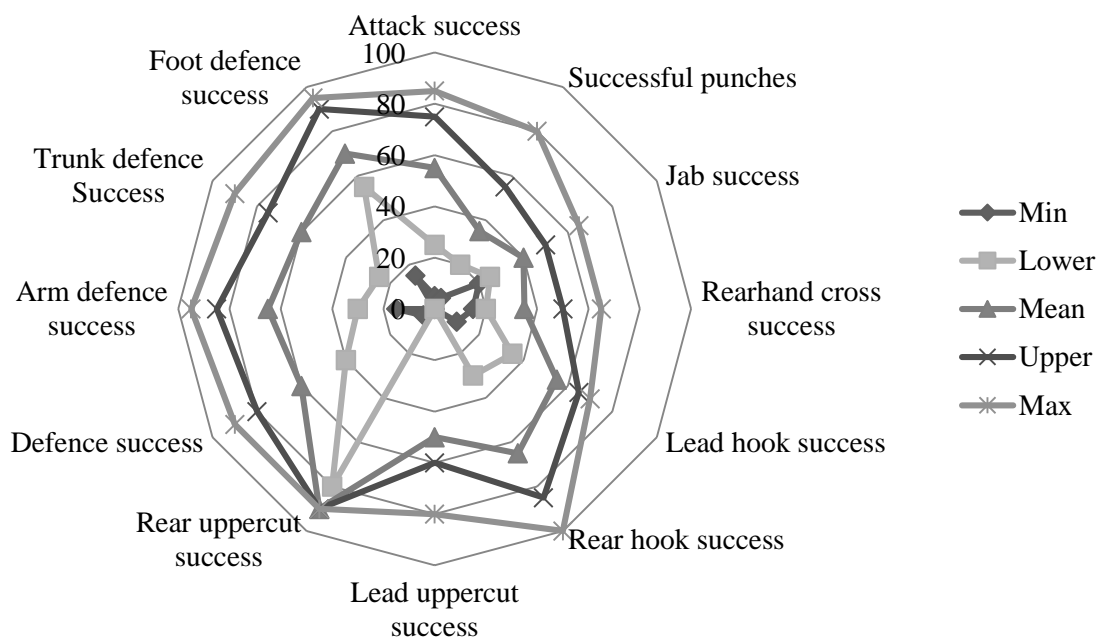 Attack success
Successful punches
Jab success
Rearhand cross
success
Lead hook success
Rear hook success
Lead uppercut
success
Rear uppercut
success
Defence success
Arm defence
success
Trunk defence
Success
Foot defence
success
100
80
60
40
20
0
Min
Lower
Mean
Upper
Max